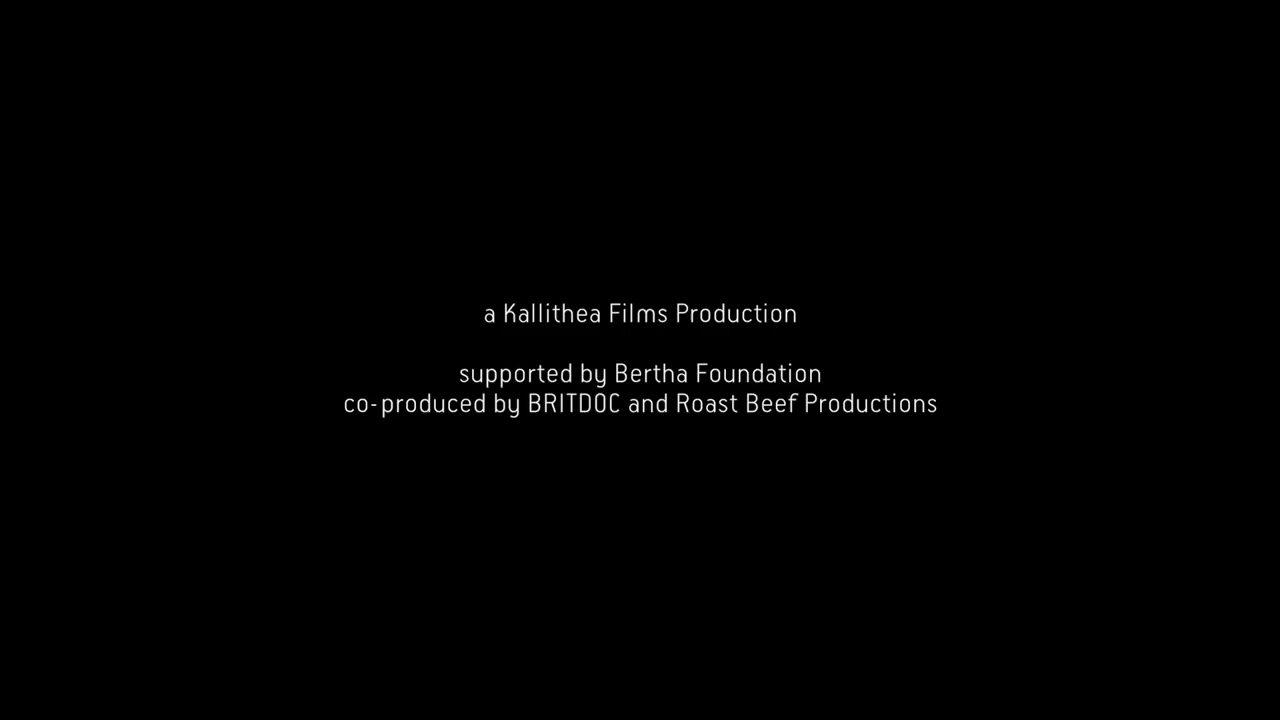 a Kallithea Films Production
supported by Bertha Foundation
co-produced by BRITDOC and Roast Beef Productions